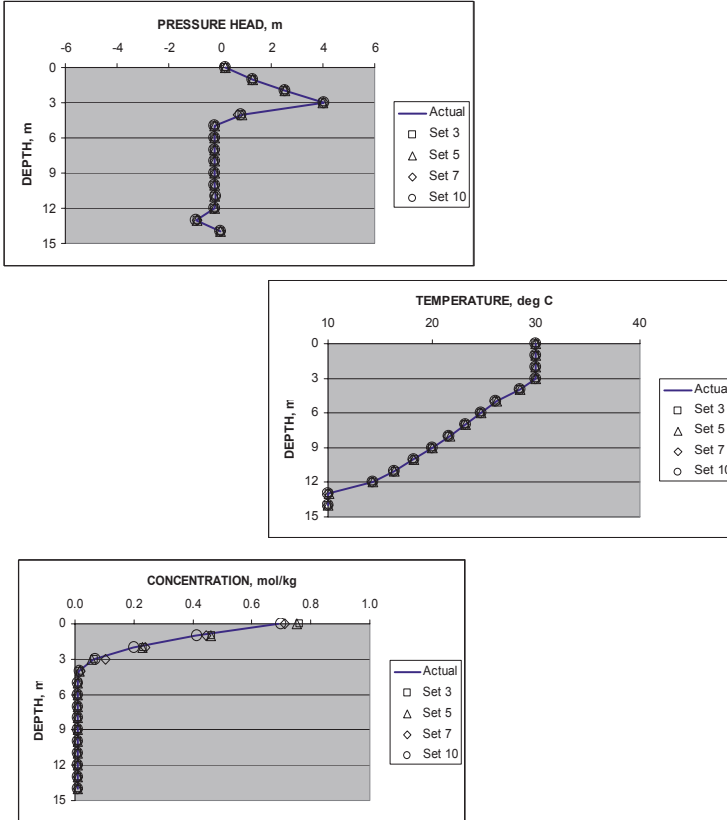 PRESSURE HEAD, m
-6 -4 -2 0 2 4 6
0
3
6
9
12
15
DEPTH, m
Actual
Set 3
Set 5
Set 7
Set 10
TEMPERATURE, deg C
10 20 30 40
0
3
6
9
12
15
DEPTH, m
Actual
Set 3
Set 5
Set 7
Set 10
CONCENTRATION, mol/kg
0.0 0.2 0.4 0.6 0.8 1.0
0
3
6
9
12
15
DEPTH, m
Actual
Set 3
Set 5
Set 7
Set 10